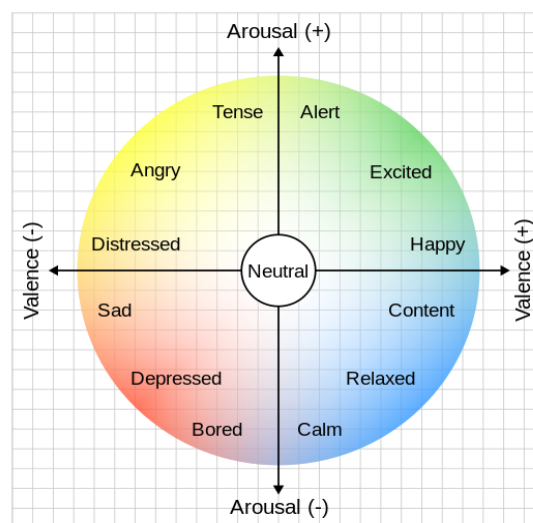 Arousal (+)
Tense
Alert
Angry
Excited
Distressed
Happy
Valence (-)
Neutral
Valence (+)
Sad
Content
Depressed
Relaxed
Bored
Calm
Arousal (-)